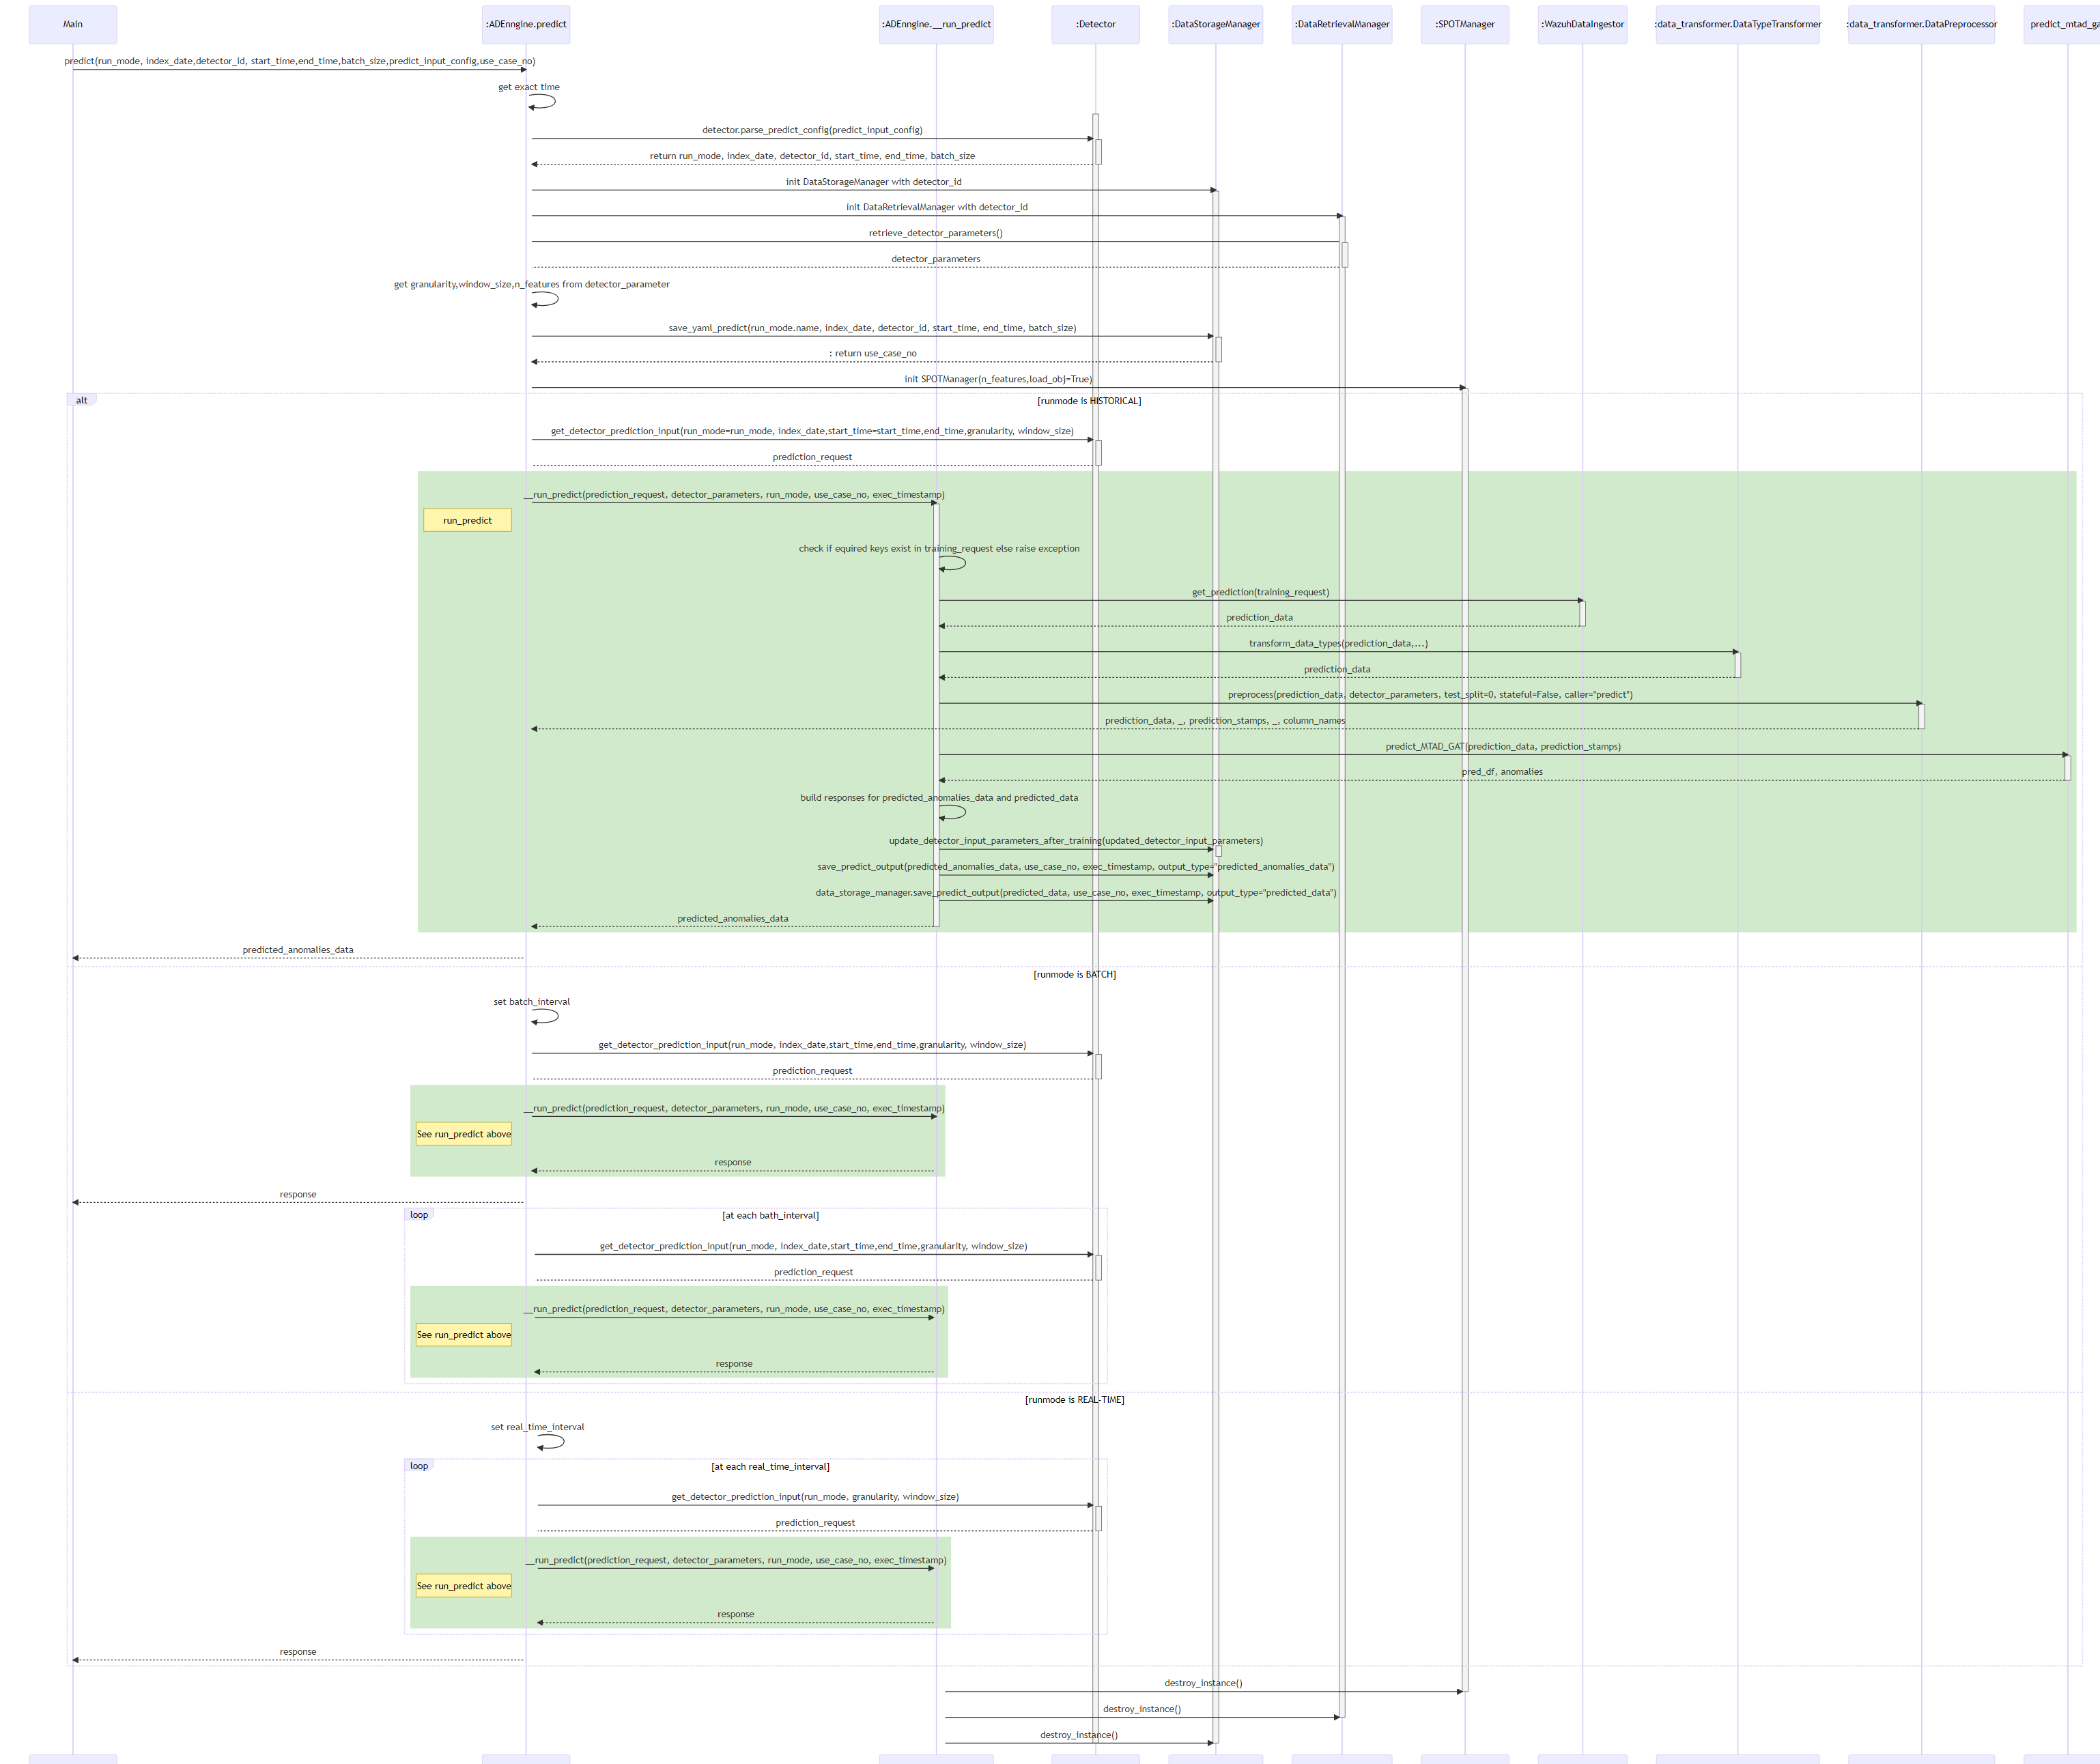 Main
:ADEnngine.predict
:ADEnngine.__run_predict
:Detector
:DataStorageManager
:DataRetrievalManager
:SPOTManager
:WazuhDataIngestor
:data_transformer.DataTypeTransformer
:data_transformer.DataPreprocessor
predict_mtad_ga
predict(run_mode, index_date,detector_id, start_time,end_time,batch_size,predict_input_config,use_case_no)
get exact time
detector.parse_predict_config(predict_input_config)
return run_mode, index_date, detector_id, start_time, end_time, batch_size
init DataStorageManager with detector_id
init DataRetrievalManager with detector_id
retrieve_detector_parameters()
detector_parameters
get granularity,window_size,n_features from detector_parameter
save_yaml_predict(run_mode.name, index_date, detector_id, start_time, end_time, batch_size)
: return use_case_no
init SPOTManager(n_features,load_obj=True)
alt
[runmode is HISTORICAL]
get_detector_prediction_input(run_mode=run_mode, index_date,start_time=start_time,end_time,granularity, window_size)
prediction_request
__run_predict(prediction_request, detector_parameters, run_mode, use_case_no, exec_timestamp)
run_predict
check if equired keys exist in training_request else raise exception
get_prediction(training_request)
prediction_data
transform_data_types(prediction_data,...)
prediction_data
preprocess(prediction_data, detector_parameters, test_split=0, stateful=False, caller="predict")
prediction_data, _, prediction_stamps, _, column_names
predict_MTAD_GAT(prediction_data, prediction_stamps)
pred_df, anomalies
build responses for predicted_anomalies_data and predicted_data
update_detector_input_parameters_after_training(updated_detector_input_parameters)
save_predict_output(predicted_anomalies_data, use_case_no, exec_timestamp, output_type="predicted_anomalies_data")
data_storage_manager.save_predict_output(predicted_data, use_case_no, exec_timestamp, output_type="predicted_data")
predicted_anomalies_data
predicted_anomalies_data
[runmode is BATCH]
set batch_interval
get_detector_prediction_input(run_mode, index_date,start_time,end_time,granularity, window_size)
prediction_request
__run_predict(prediction_request, detector_parameters, run_mode, use_case_no, exec_timestamp)
See run_predict above
response
response
loop
[at each bath_interval]
get_detector_prediction_input(run_mode, index_date,start_time,end_time,granularity, window_size)
prediction_request
__run_predict(prediction_request, detector_parameters, run_mode, use_case_no, exec_timestamp)
See run_predict above
response
[runmode is REAL-TIME]
set real_time_interval
loop
[at each real_time_interval]
get_detector_prediction_input(run_mode, granularity, window_size)
prediction_request
__run_predict(prediction_request, detector_parameters, run_mode, use_case_no, exec_timestamp)
See run_predict above
response
response
destroy_instance()
destroy_instance()
destroy_instance()